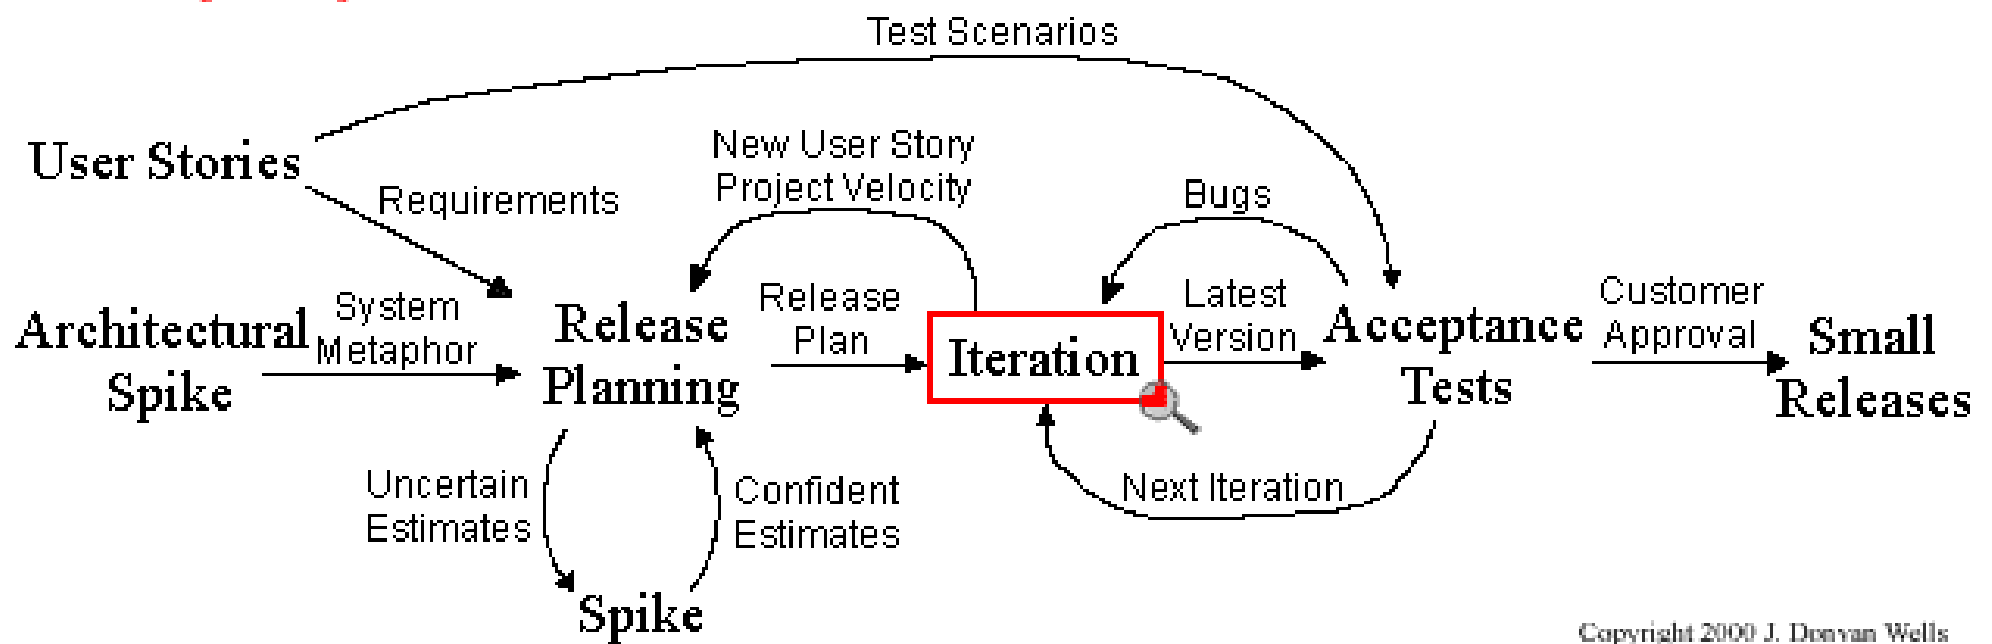 Test Scenarios
User Stories
New User Story
Project Velocity
Requirements
Bugs
System
Metaphor
Architectural
Spike
Release
Planning
Release
Plan
Iteration
Latest
Version
Acceptance
Tests
Customer
Approval
Small
Releases
Uncertain
Estimates
Confident
Estimates
Next Iteration
Spike
Copyright 2000 J. Donvan Wells